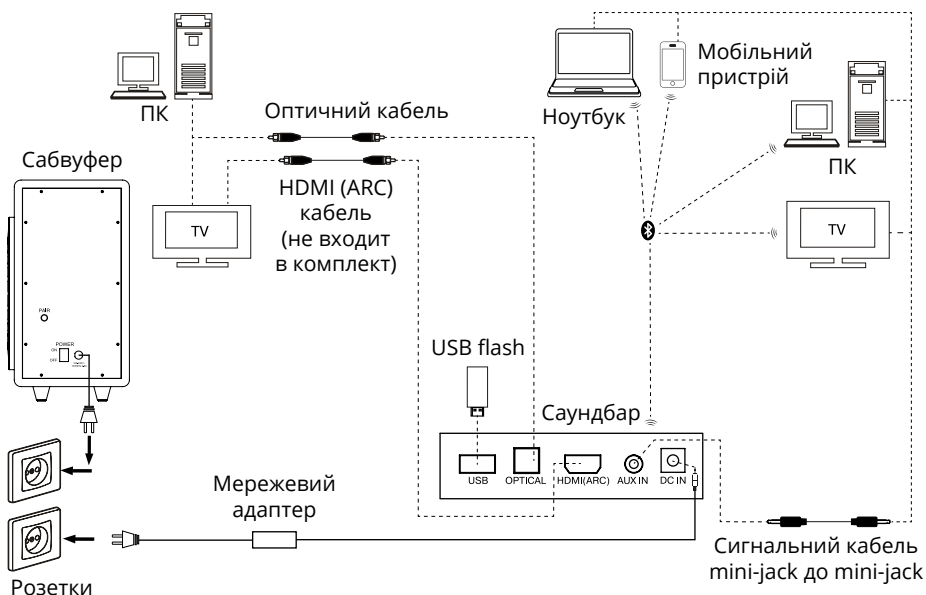 ПК
Оптичний кабель
Сабвуфер
HDMI (ARC)
кабель
(не входить
в комплект)
TV
Ноутбук
Мобільний
пристрій
ПК
TV
PAIR
POWER
ON
OFF
USB flash
Саундбар
USB
OPTICAL
HDMI(ARC)
AUX IN
DC IN
Мережевий
адаптер
Розетки
Сигнальний кабель
mini-jack до mini-jack